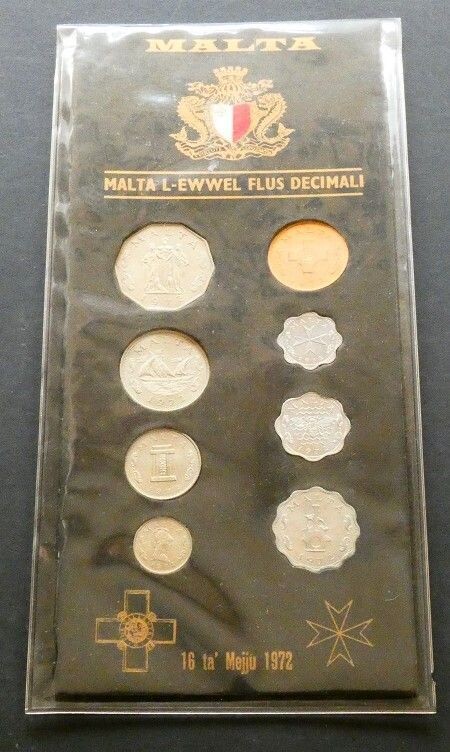 MALTA
MALTA L-EWWEL FLUS DECIMALI
16 ta' Mejju 1972